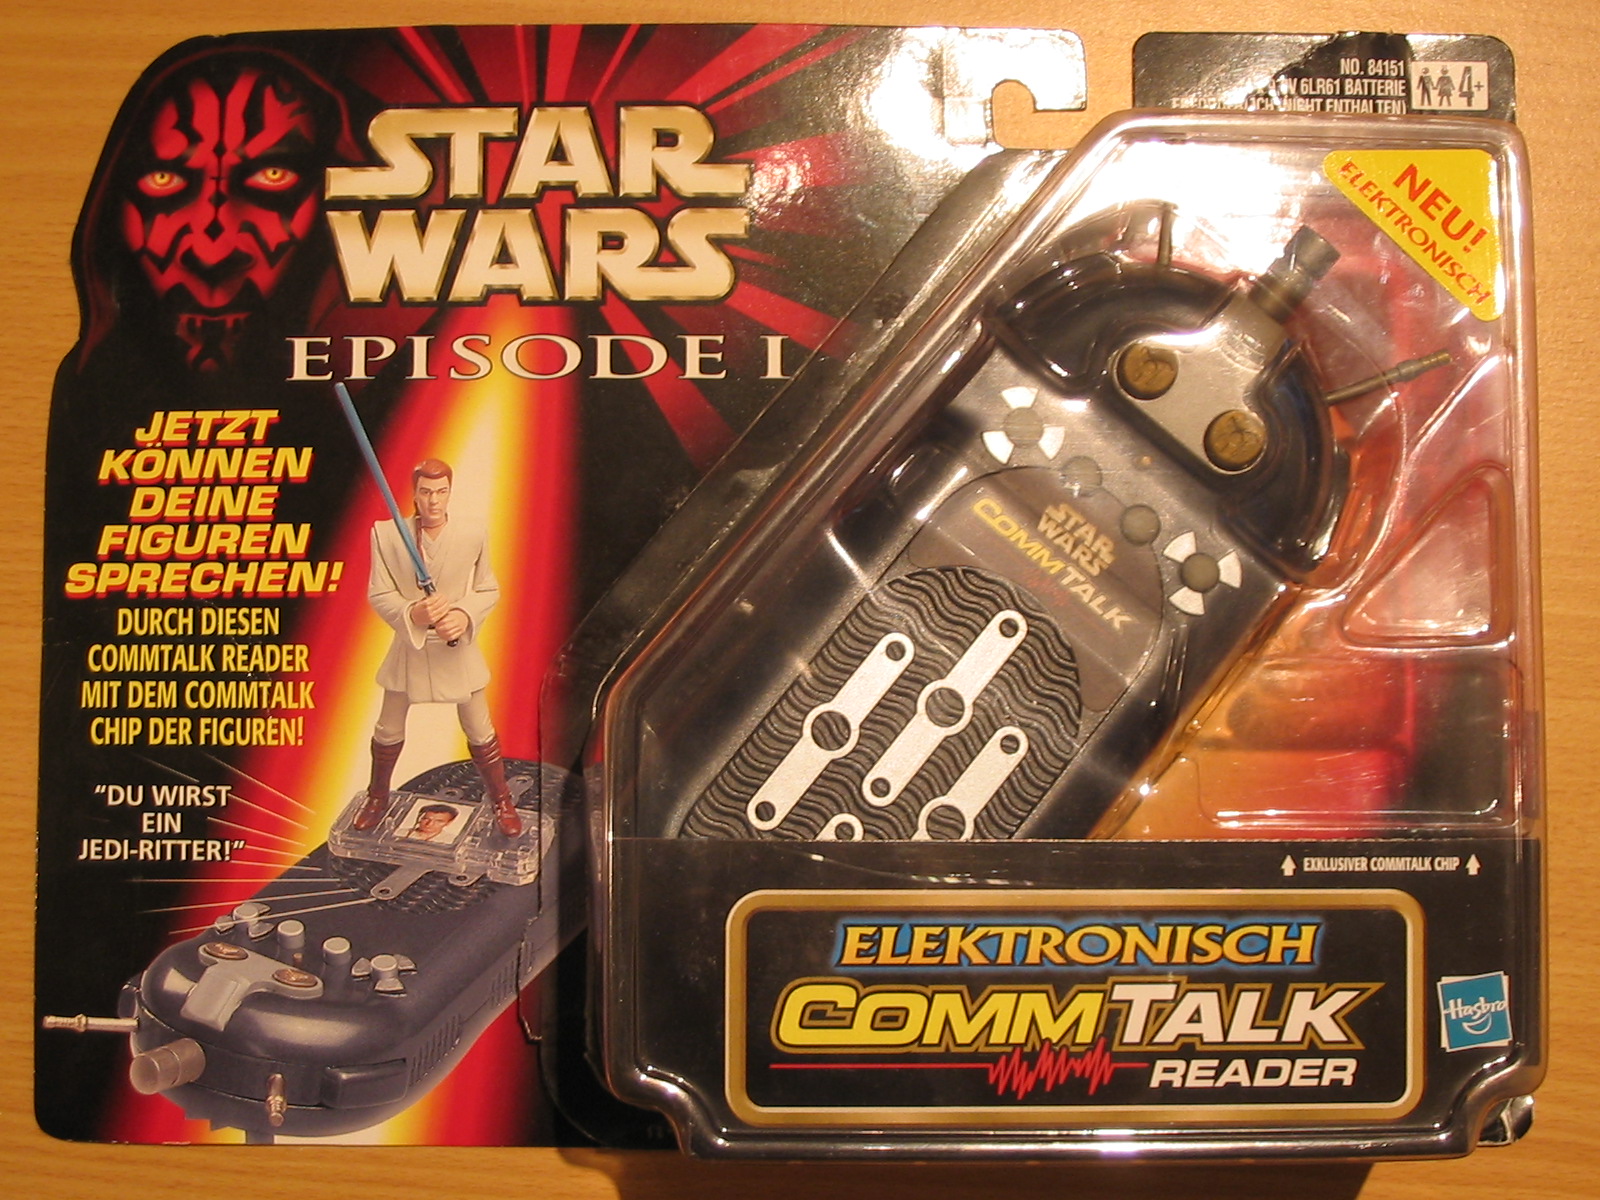 STAR
WARS
EPISODE I
JETZT
KÖNNEN
DEINE
FIGUREN
SPRECHEN!
DURCH DIESEN
COMMTALK READER
MIT DEM COMMTALK
CHIP DER FIGUREN!
“DU WIRST
EIN
JEDI-RITTER!”
NO. 84151
6LR61 BATTERIE
NICHT ENTHALTEN)
4+
NEU!
ELEKTRONISCH
STAR
WARS
COMMTALK
EXKLUSIVER COMMTALK CHIP
ELEKTRONISCH
COMMTALK
READER
Hasbro